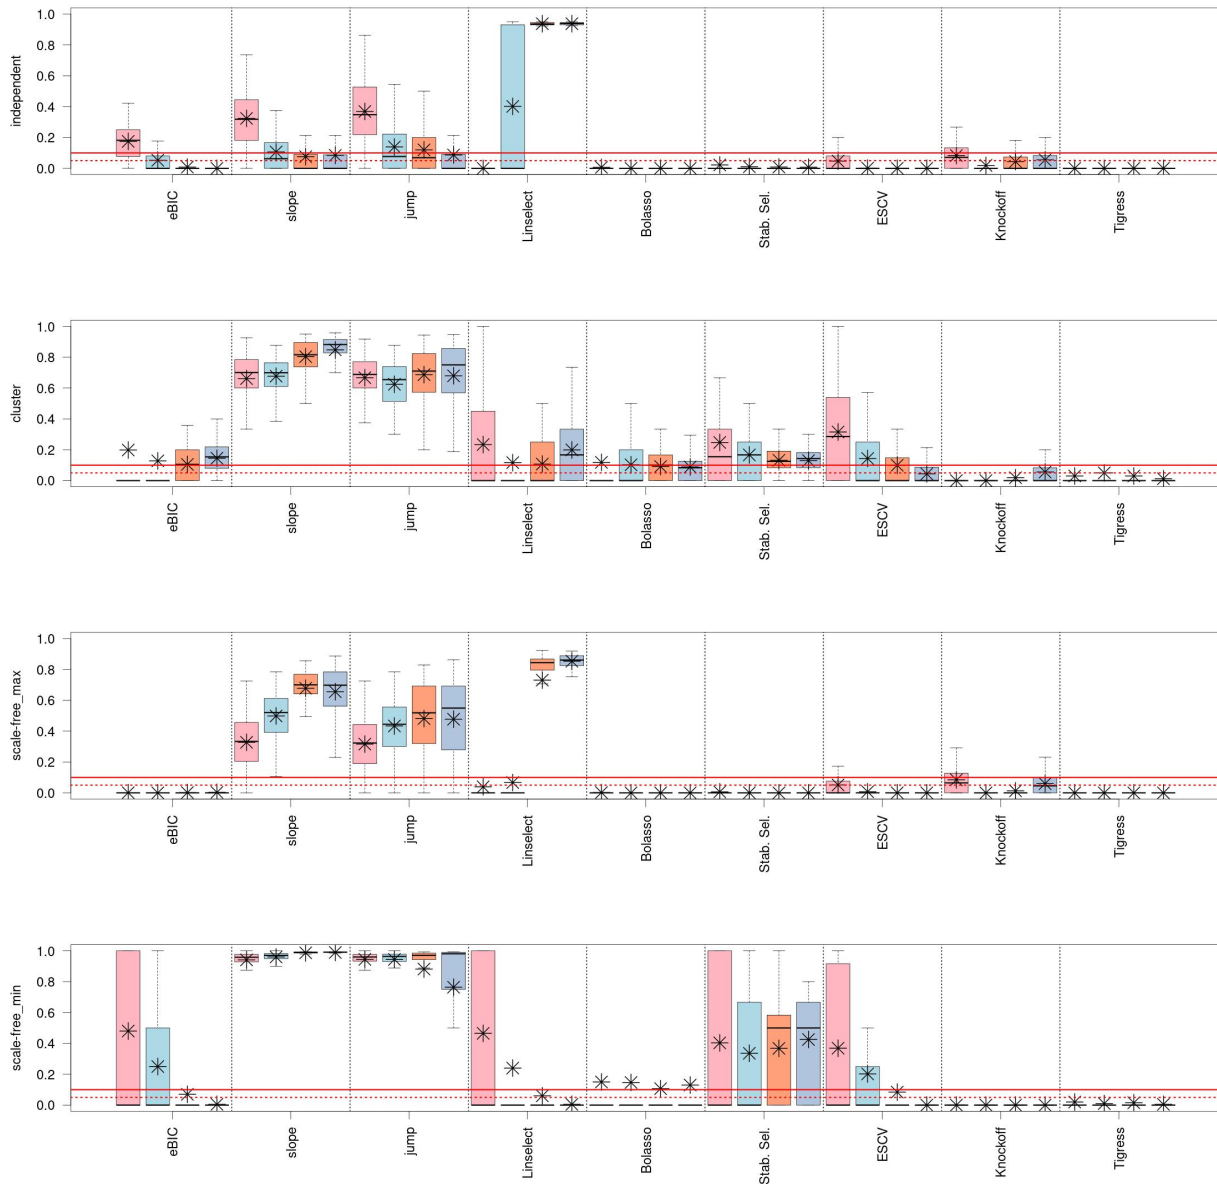 independent
1.0
0.8
0.6
0.4
0.2
0.0
eBIC
slope
jump
Linselect
Bolasso
Stab. Sel.
ESCV
Knockoff
Tigress
cluster
1.0
0.8
0.6
0.4
0.2
0.0
eBIC
slope
jump
Linselect
Bolasso
Stab. Sel.
ESCV
Knockoff
Tigress
scale-free_max
1.0
0.8
0.6
0.4
0.2
0.0
eBIC
slope
jump
Linselect
Bolasso
Stab. Sel.
ESCV
Knockoff
Tigress
scale-free_min
1.0
0.8
0.6
0.4
0.2
0.0
eBIC
slope
jump
Linselect
Bolasso
Stab. Sel.
ESCV
Knockoff
Tigress